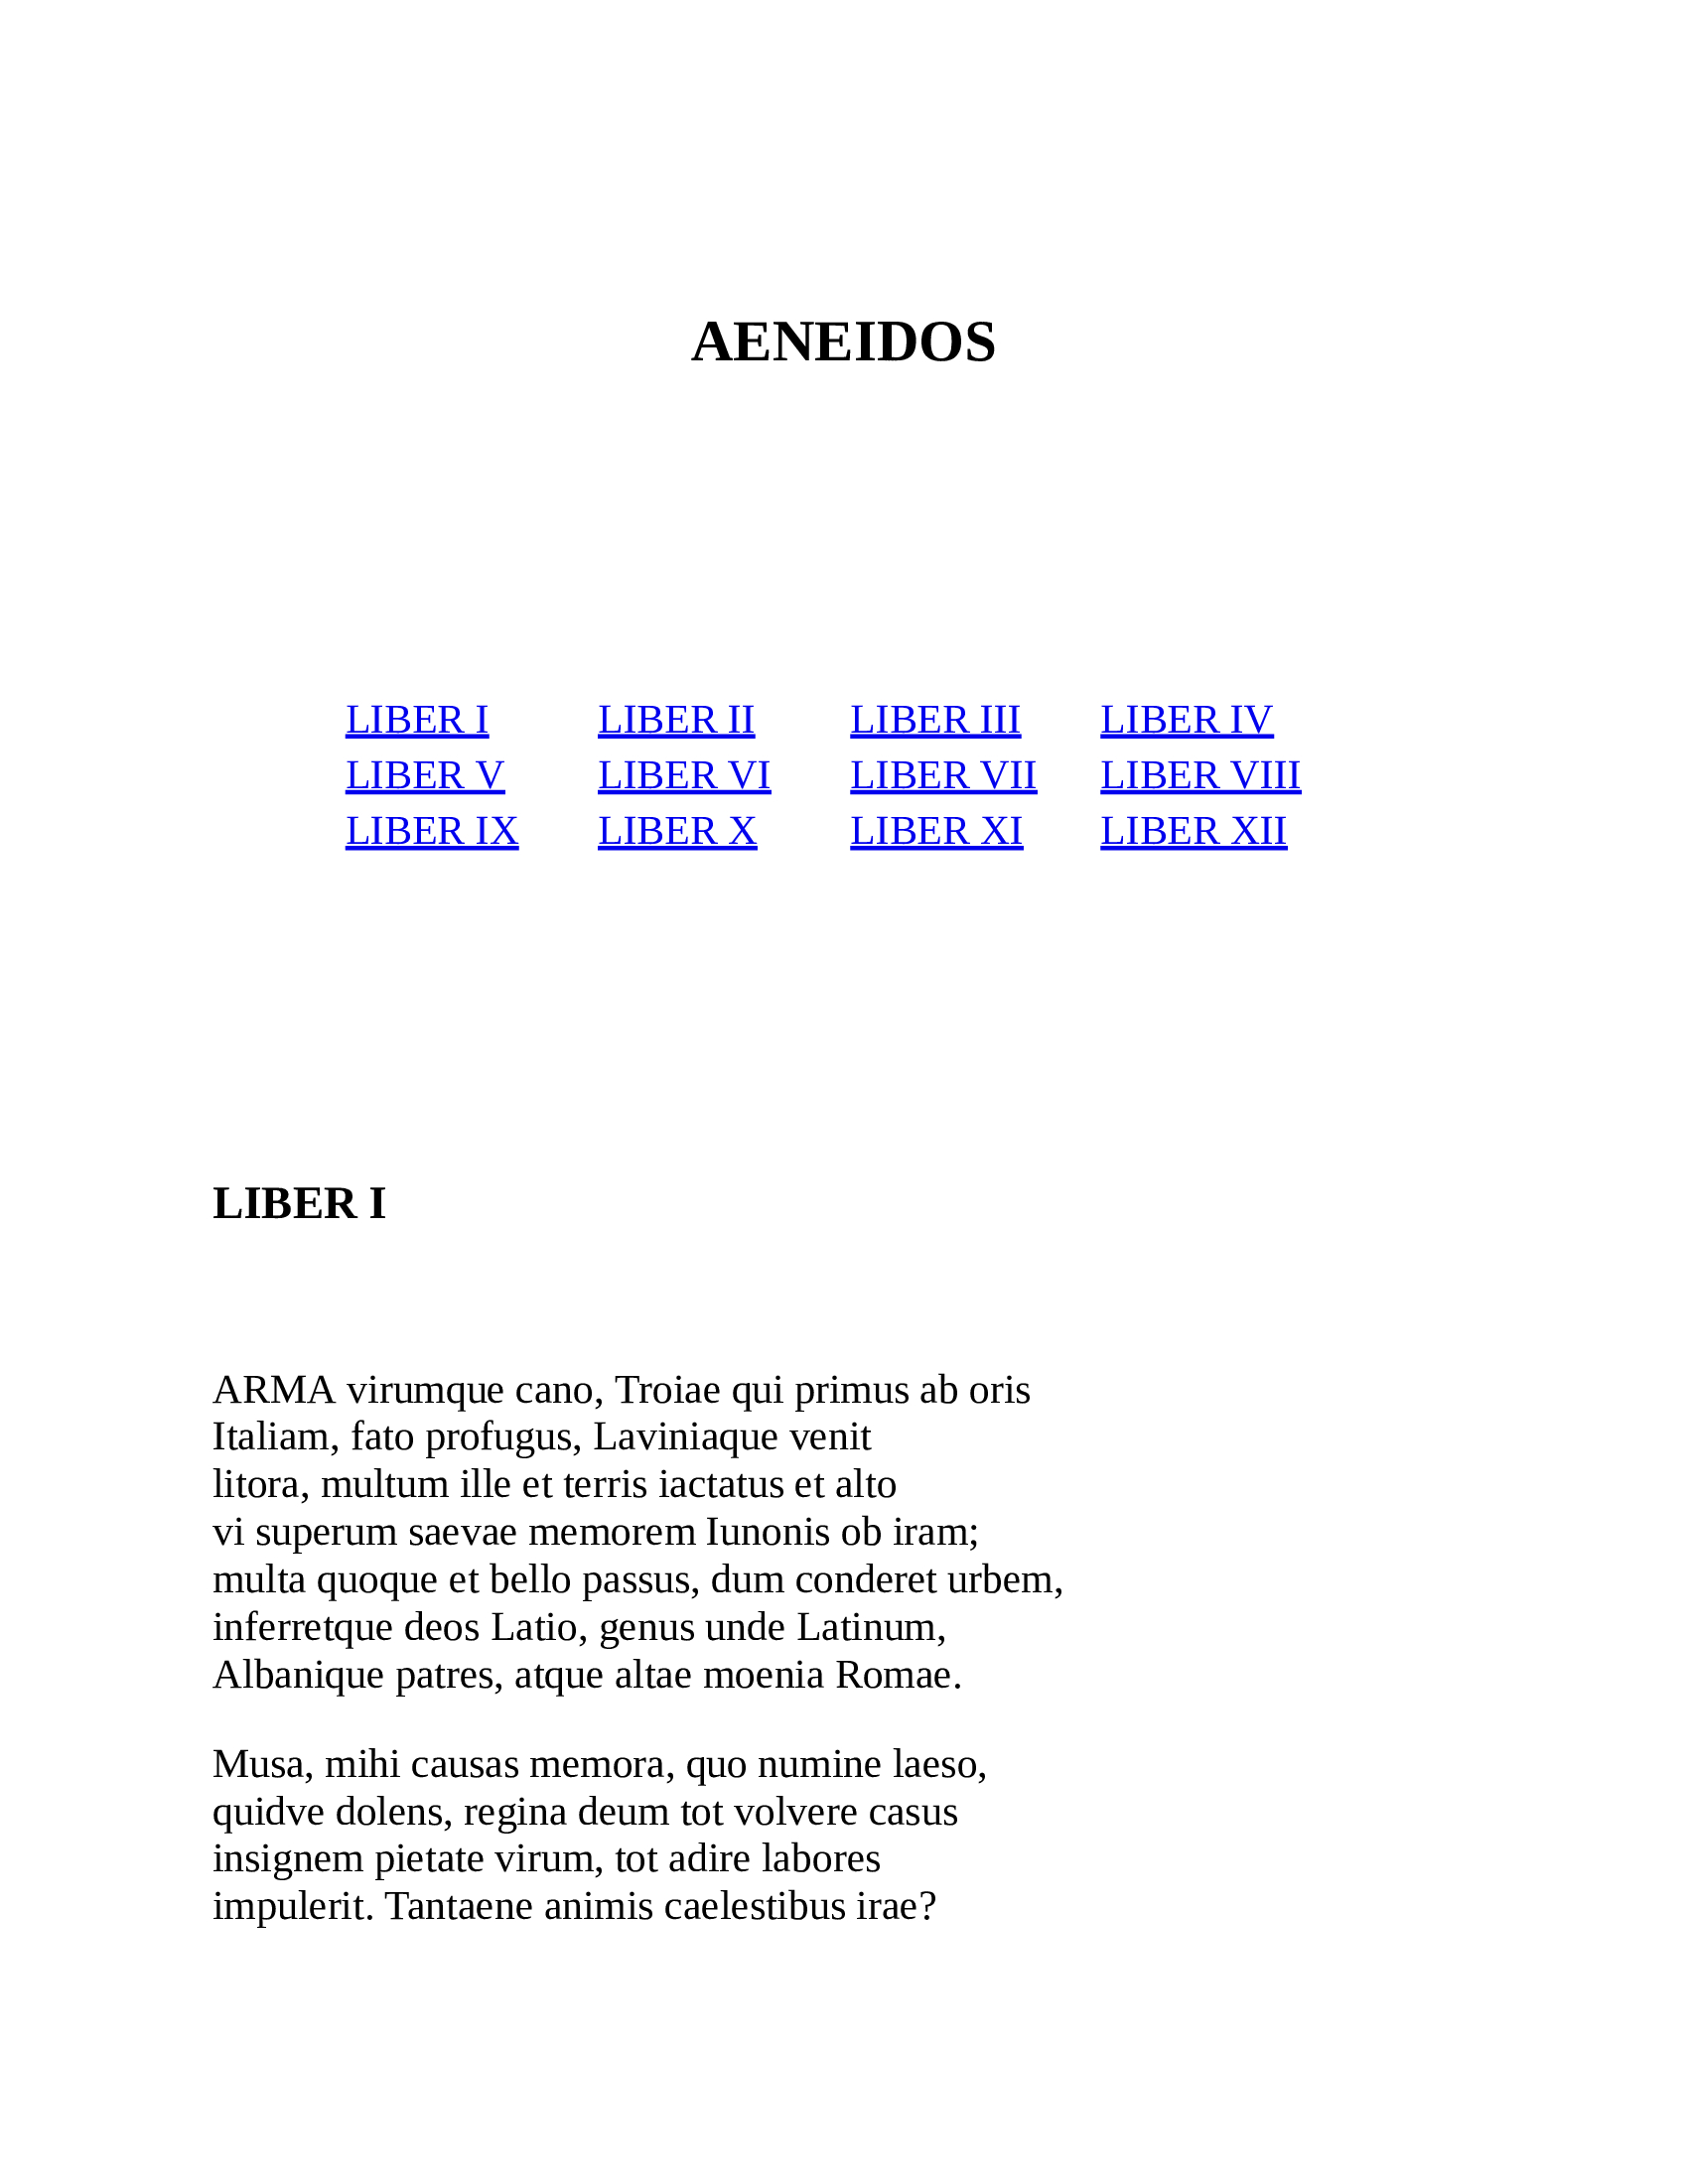 AENEIDOS
LIBER I LIBER II LIBER III LIBER IV
LIBER V LIBER VI LIBER VII LIBER VIII
LIBER IX LIBER X LIBER XI LIBER XII
LIBER I
ARMA virumque cano, Troiae qui primus ab oris
Italiam, fato profugus, Laviniaque venit
litora, multum ille et terris iactatus et alto
vi superum saevae memorem Iunonis ob iram;
multa quoque et bello passus, dum conderet urbem,
inferretque deos Latio, genus unde Latinum,
Albanique patres, atque altae moenia Romae.
Musa, mihi causas memora, quo numine laeso,
quidve dolens, regina deum tot volvere casus
insignem pietate virum, tot adire labores
impulerit. Tantaene animis caelestibus irae?